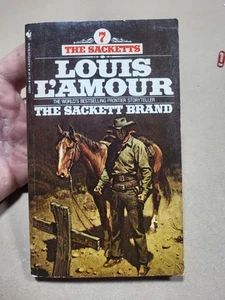 7
THE SACKETTS
LOUIS
L'AMOUR
THE WORLD'S BESTSELLING FRONTIER STORYTELLER
THE SACKETT BRAND